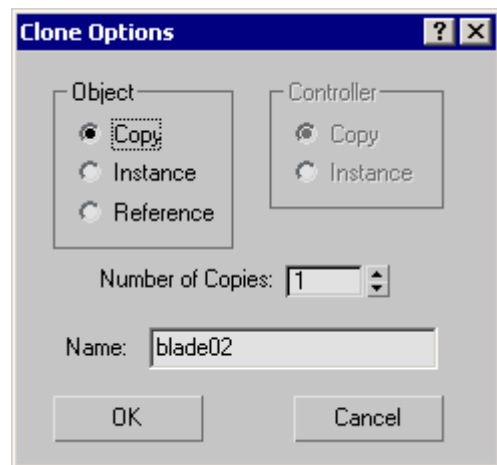 Clone Options
Object
Controller
Copy
Copy
Instance
Instance
Reference
Number of Copies: 1
Name: blade02
OK Cancel